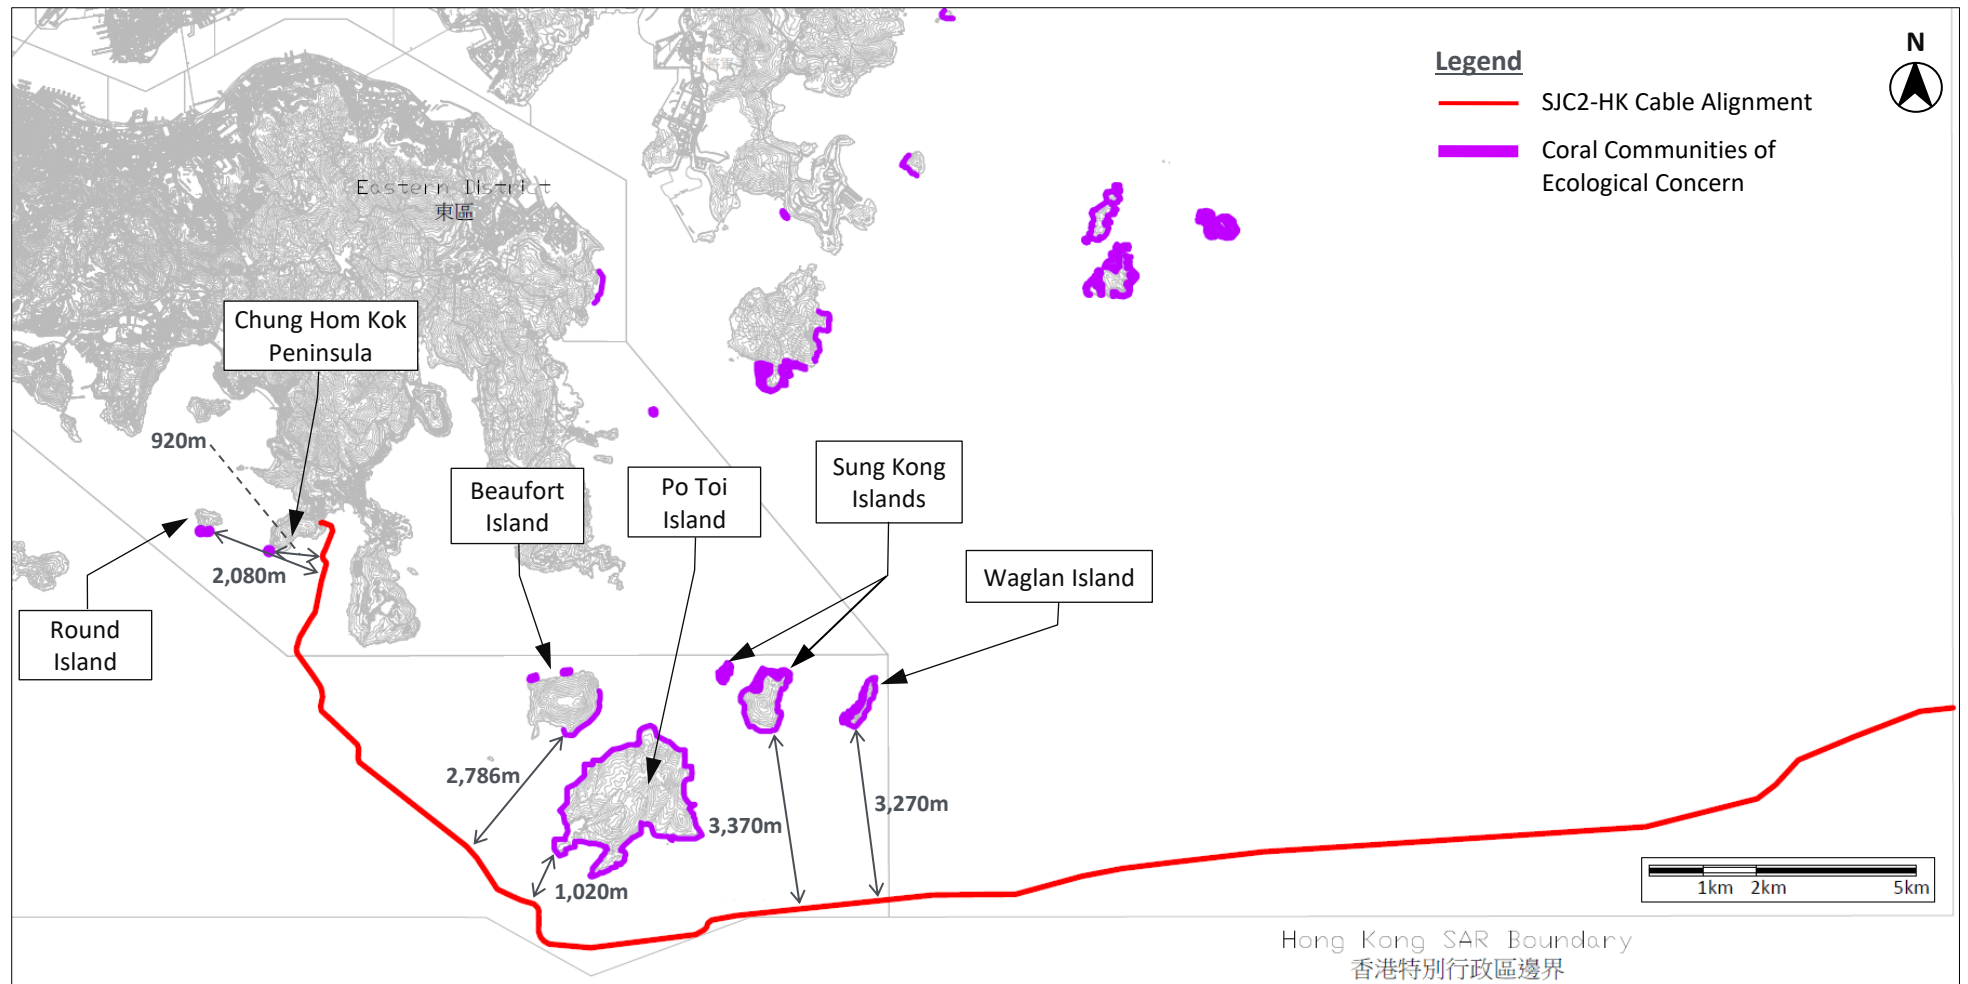 Legend
N
SJC2-HK Cable Alignment
Coral Communities of
Ecological Concern
Eastern District
東區
Chung Hom Kok
Peninsula
920m
Beaufort
Island
Po Toi
Island
Sung Kong
Islands
Waglan Island
2,080m
Round
Island
2,786m
3,370m
3,270m
1,020m
1km
2km
5km
Hong Kong SAR Boundary
香港特別行政區邊界